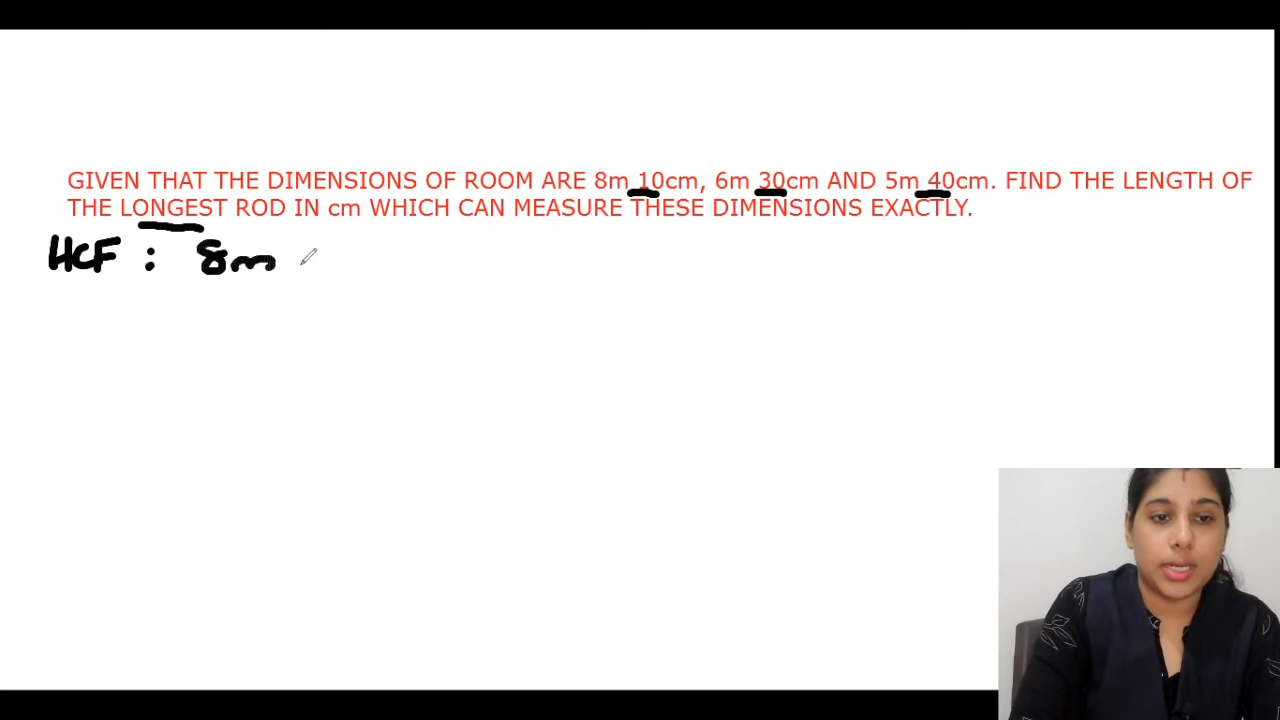 GIVEN THAT THE DIMENSIONS OF ROOM ARE 8m 10cm, 6m 30cm AND 5m 40cm. FIND THE LENGTH OF
THE LONGEST ROD IN cm WHICH CAN MEASURE THESE DIMENSIONS EXACTLY.
HCF : 8m